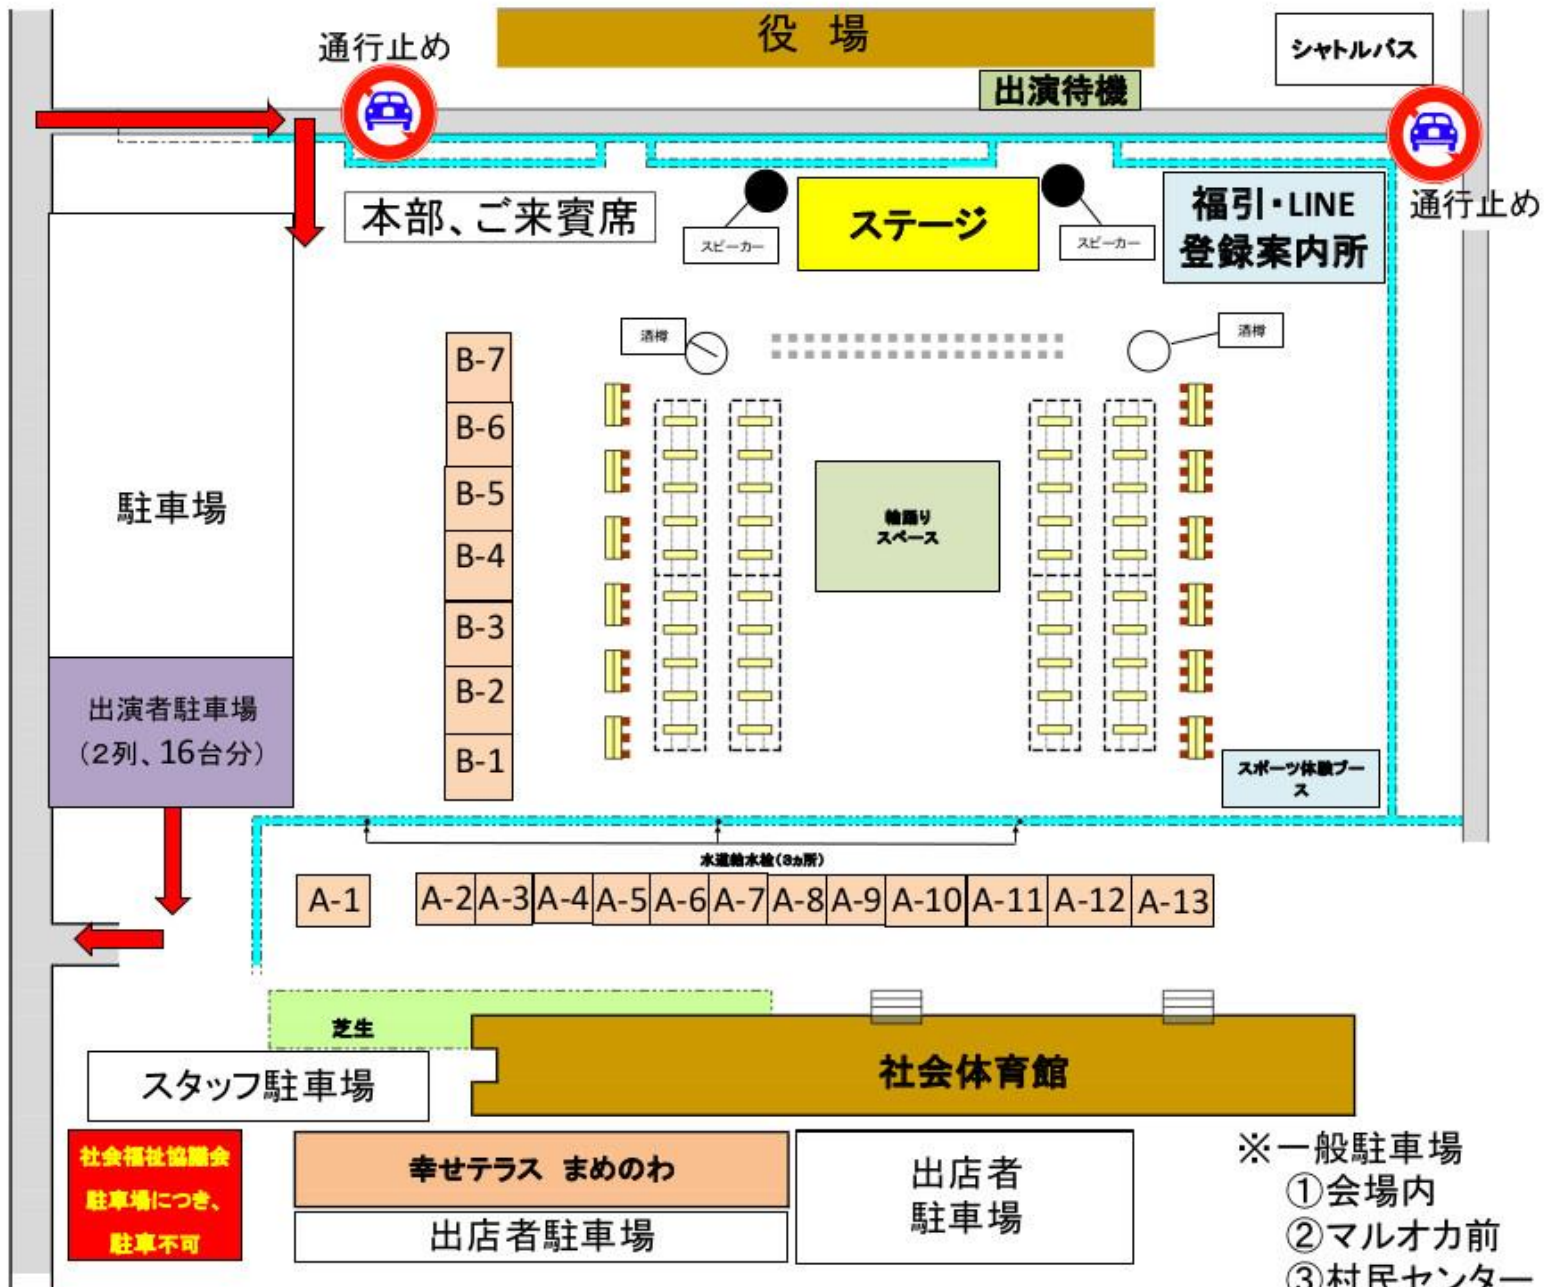 役 場
通行止め
シャトルバス
出演待機
本部、ご来賓席
スピーカー
ステージ
スピーカー
福引・LINE
登録案内所
通行止め
酒樽
酒樽
B-7
B-6
B-5
B-4
B-3
B-2
B-1
駐車場
輪踊り
スペース
出演者駐車場
（２列、16台分）
スポーツ体験ブー
ス
水道給水栓（3ヵ所）
A-1
A-2
A-3
A-4
A-5
A-6
A-7
A-8
A-9
A-10
A-11
A-12
A-13
芝生
社会体育館
スタッフ駐車場
社会福祉協議会
駐車場につき、
駐車不可
幸せテラス まめのわ
出店者駐車場
出店者
駐車場
※一般駐車場
①会場内
②マルオカ前
③村民センター